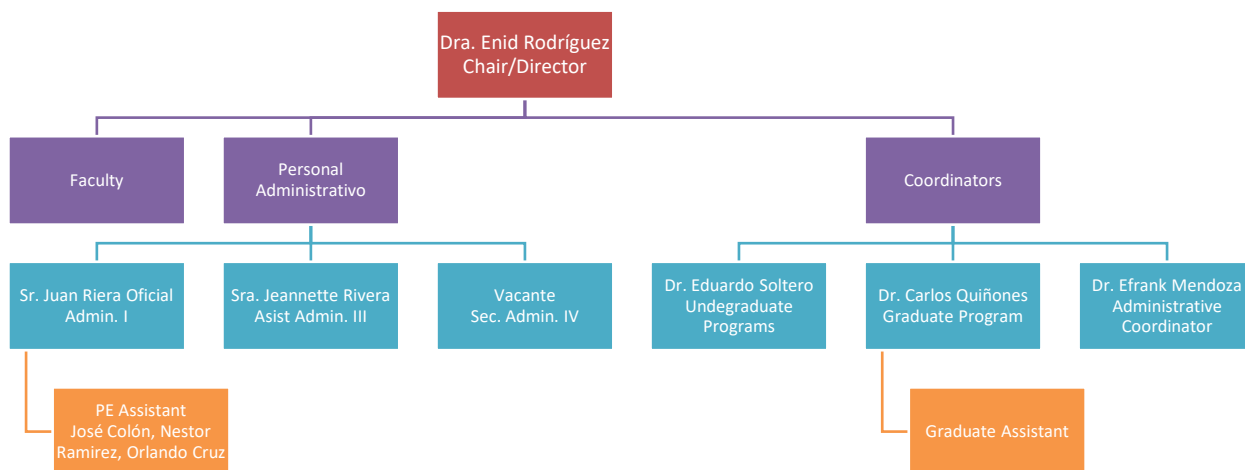 Dra. Enid Rodríguez
Chair/Director
Faculty
Personal
Administrativo
Coordinators
Sr. Juan Riera Oficial
Admin. I
Sra. Jeannette Rivera
Asist Admin. III
Vacante
Sec. Admin. IV
Dr. Eduardo Soltero
Undegraduate
Programs
Dr. Carlos Quiñones
Graduate Program
Dr. Efrank Mendoza
Administrative
Coordinator
PE Assistant
José Colón, Nestor
Ramirez, Orlando Cruz
Graduate Assistant